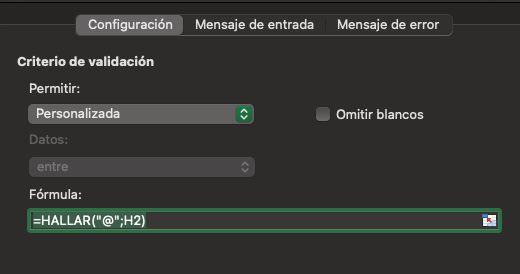 Configuración Mensaje de entrada Mensaje de error
Criterio de validación
Permitir:
Personalizada Omitir blancos
Datos:
entre
Fórmula:
=HALLAR("@";H2)